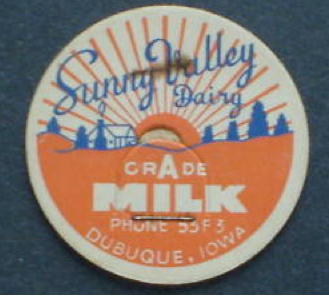 Sunny Valley
Dairy
GRADE
MILK
PHONE 55F3
DUBUQUE, IOWA